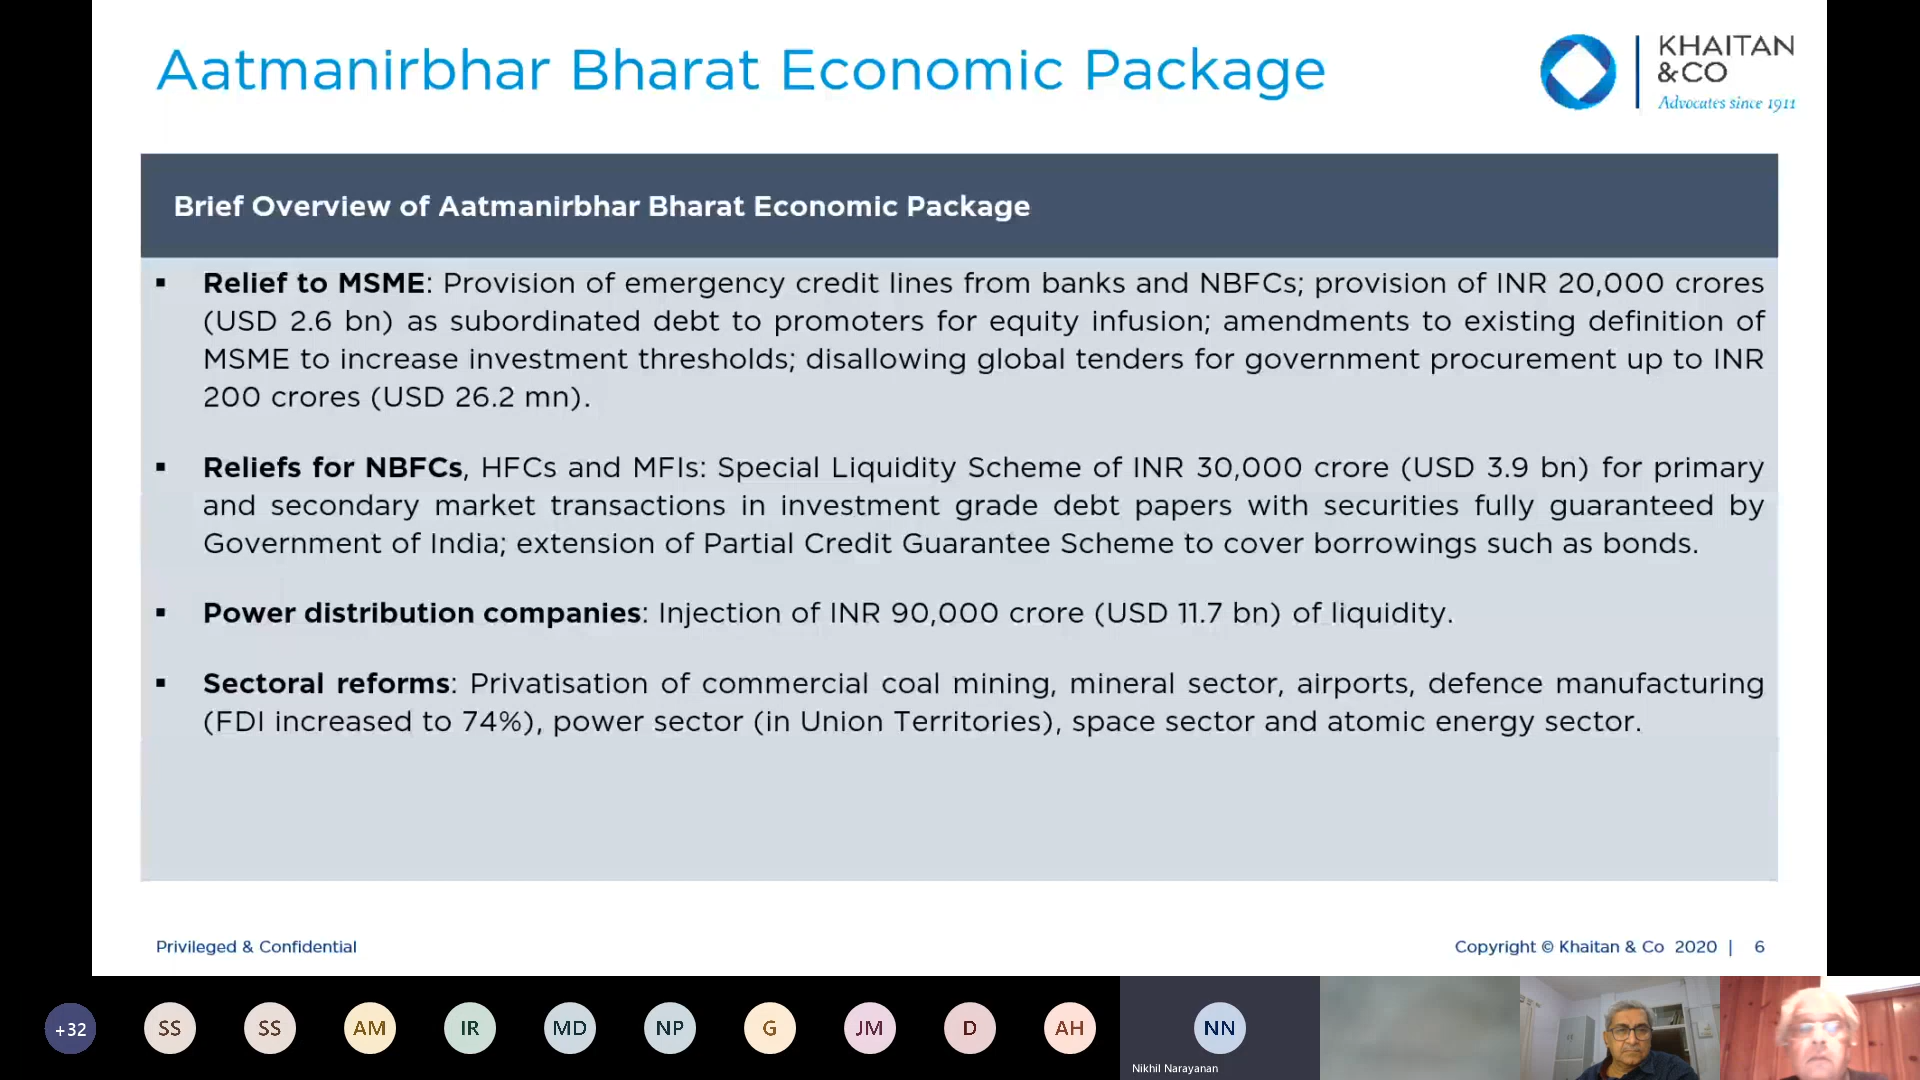 Aatmanirbhar Bharat Economic Package
KHAITAN
&CO
Advocates since 1911
Brief Overview of Aatmanirbhar Bharat Economic Package
▪ Relief to MSME: Provision of emergency credit lines from banks and NBFCs; provision of INR 20,000 crores
(USD 2.6 bn) as subordinated debt to promoters for equity infusion; amendments to existing definition of
MSME to increase investment thresholds; disallowing global tenders for government procurement up to INR
200 crores (USD 26.2 mn).
▪ Reliefs for NBFCs, HFCs and MFIs: Special Liquidity Scheme of INR 30,000 crore (USD 3.9 bn) for primary
and secondary market transactions in investment grade debt papers with securities fully guaranteed by
Government of India; extension of Partial Credit Guarantee Scheme to cover borrowings such as bonds.
▪ Power distribution companies: Injection of INR 90,000 crore (USD 11.7 bn) of liquidity.
▪ Sectoral reforms: Privatisation of commercial coal mining, mineral sector, airports, defence manufacturing
(FDI increased to 74%), power sector (in Union Territories), space sector and atomic energy sector.
Privileged & Confidential
Copyright © Khaitan & Co 2020 | 6
+32 SS SS AM IR MD NP G JM D AH NN
Nikhil Narayanan